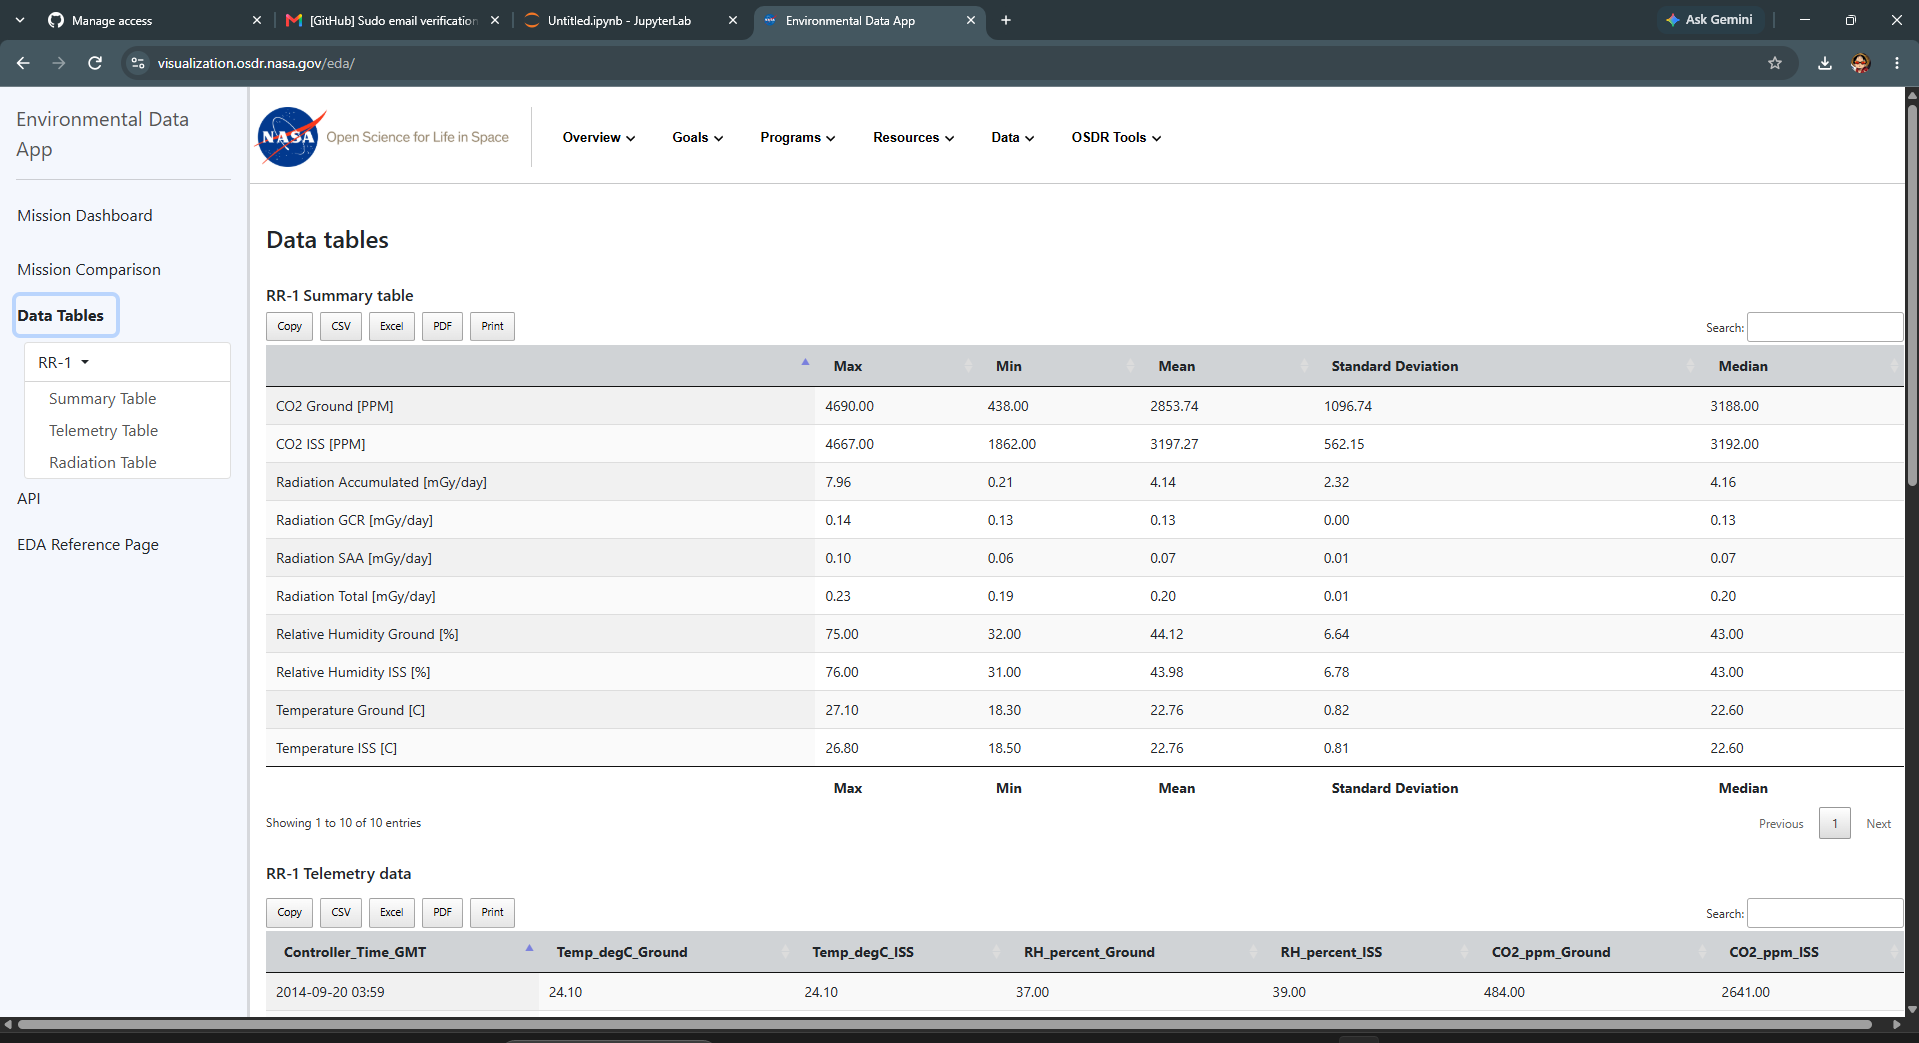 Manage access
[GitHub] Sudo email verification
Untitled.ipynb - JupyterLab
Environmental Data App
Ask Gemini
visualization.osdr.nasa.gov/eda/
Environmental Data
App
Mission Dashboard
Mission Comparison
Data Tables
RR-1
Summary Table
Telemetry Table
Radiation Table
API
EDA Reference Page
NASA Open Science for Life in Space
Overview Goals Programs Resources Data OSDR Tools
Data tables
RR-1 Summary table
Copy CSV Excel PDF Print Search:
Max Min Mean Standard Deviation Median
CO2 Ground [PPM] 4690.00 438.00 2853.74 1096.74 3188.00
CO2 ISS [PPM] 4667.00 1862.00 3197.27 562.15 3192.00
Radiation Accumulated [mGy/day] 7.96 0.21 4.14 2.32 4.16
Radiation GCR [mGy/day] 0.14 0.13 0.13 0.00 0.13
Radiation SAA [mGy/day] 0.10 0.06 0.07 0.01 0.07
Radiation Total [mGy/day] 0.23 0.19 0.20 0.01 0.20
Relative Humidity Ground [%] 75.00 32.00 44.12 6.64 43.00
Relative Humidity ISS [%] 76.00 31.00 43.98 6.78 43.00
Temperature Ground [C] 27.10 18.30 22.76 0.82 22.60
Temperature ISS [C] 26.80 18.50 22.76 0.81 22.60
Max Min Mean Standard Deviation Median
Showing 1 to 10 of 10 entries Previous 1 Next
RR-1 Telemetry data
Copy CSV Excel PDF Print Search:
Controller_Time_GMT Temp_degC_Ground Temp_degC_ISS RH_percent_Ground RH_percent_ISS CO2_ppm_Ground CO2_ppm_ISS
2014-09-20 03:59 24.10 24.10 37.00 39.00 484.00 2641.00